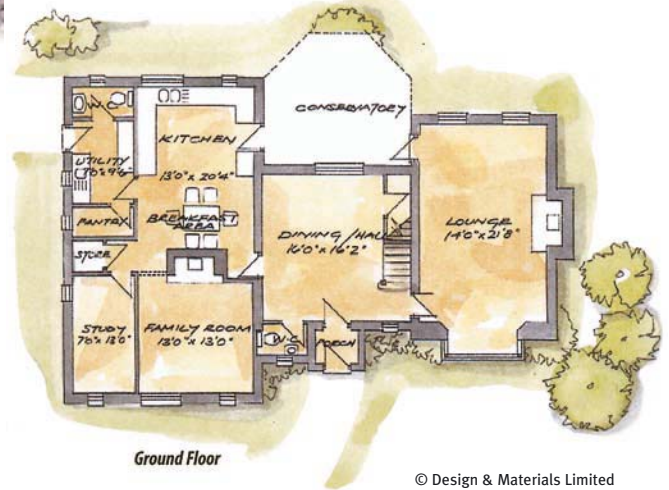 CONSERVATORY
W.C.
KITCHEN
13'0" x 20'4"
UTILITY
7'0" x 9'6"
PANTRY
BREAKFAST
AREA
STORE
DINING/HALL
16'0" x 16'2"
LOUNGE
14'0" x 21'8"
STUDY
7'0" x 13'0"
FAMILY ROOM
13'0" x 13'0"
W.C.
PORCH
Ground Floor
© Design & Materials Limited